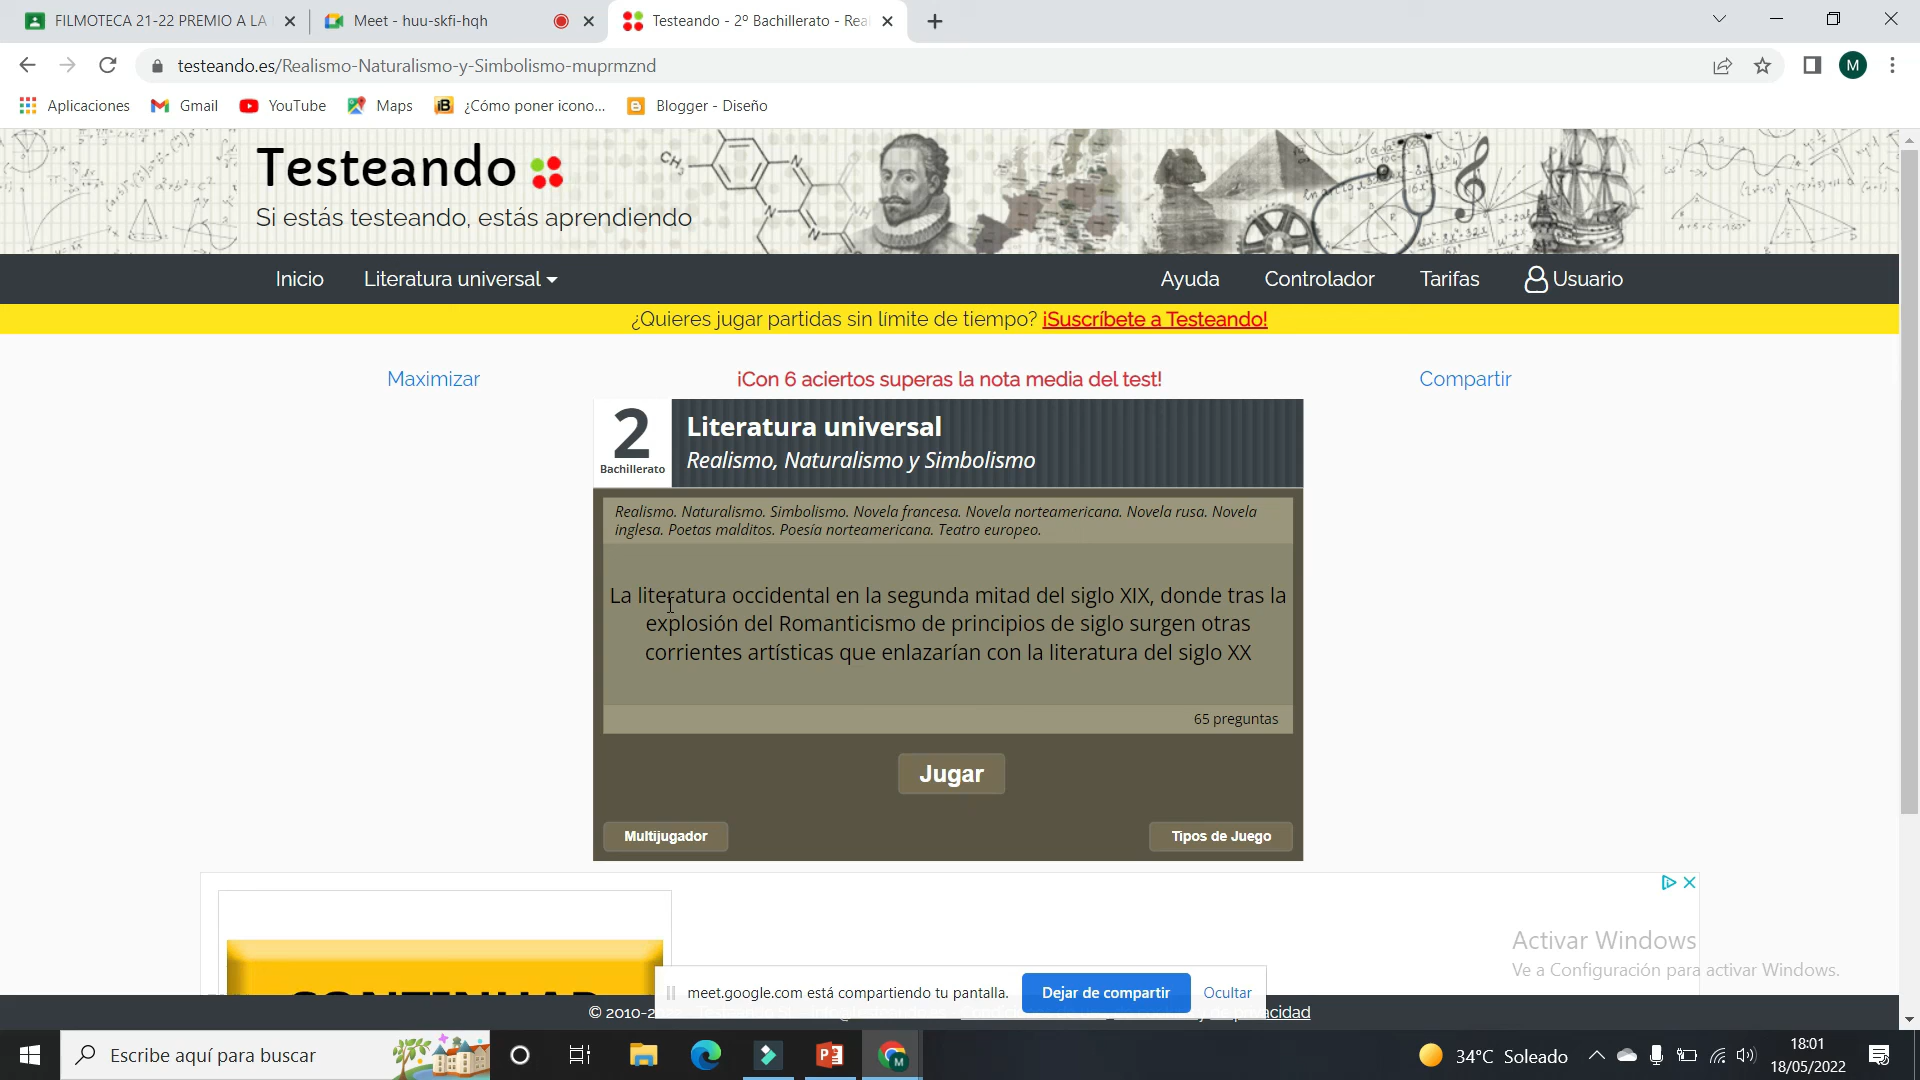 FILMOTECA 21-22 PREMIO A LA
Meet - huu-skfi-hqh
Testeando - 2º Bachillerato - Rea
testeando.es/Realismo-Naturalismo-y-Simbolismo-muprmznd
M
Aplicaciones
Gmail
YouTube
Maps
¿Cómo poner icono...
Blogger - Diseño
Testeando
Si estás testeando, estás aprendiendo
Inicio
Literatura universal
Ayuda
Controlador
Tarifas
Usuario
¿Quieres jugar partidas sin límite de tiempo? ¡Suscríbete a Testeando!
Maximizar
¡Con 6 aciertos superas la nota media del test!
Compartir
2
Bachillerato
Literatura universal
Realismo, Naturalismo y Simbolismo
Realismo. Naturalismo. Simbolismo. Novela francesa. Novela norteamericana. Novela rusa. Novela
inglesa. Poetas malditos. Poesía norteamericana. Teatro europeo.
La literatura occidental en la segunda mitad del siglo XIX, donde tras la
explosión del Romanticismo de principios de siglo surgen otras
corrientes artísticas que enlazarían con la literatura del siglo XX
65 preguntas
Jugar
Multijugador
Tipos de Juego
Activar Windows
Ve a Configuración para activar Windows.
CONTINUAR
meet.google.com está compartiendo tu pantalla.
Dejar de compartir
Ocultar
© 2010-2
Escribe aquí para buscar
34°C Soleado
18:01
18/05/2022